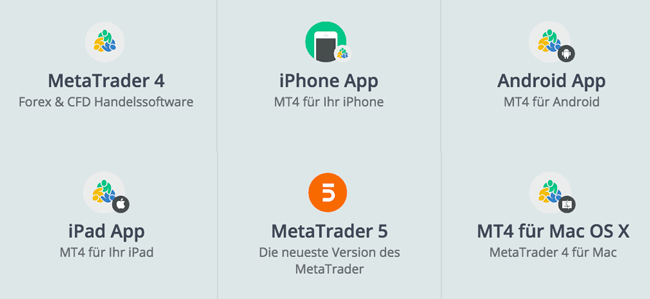 MetaTrader 4
Forex & CFD Handelssoftware
iPhone App
MT4 für Ihr iPhone
Android App
MT4 für Android
iPad App
MT4 für Ihr iPad
5
MetaTrader 5
Die neueste Version des
MetaTrader
MT4 für Mac OS X
MetaTrader 4 für Mac